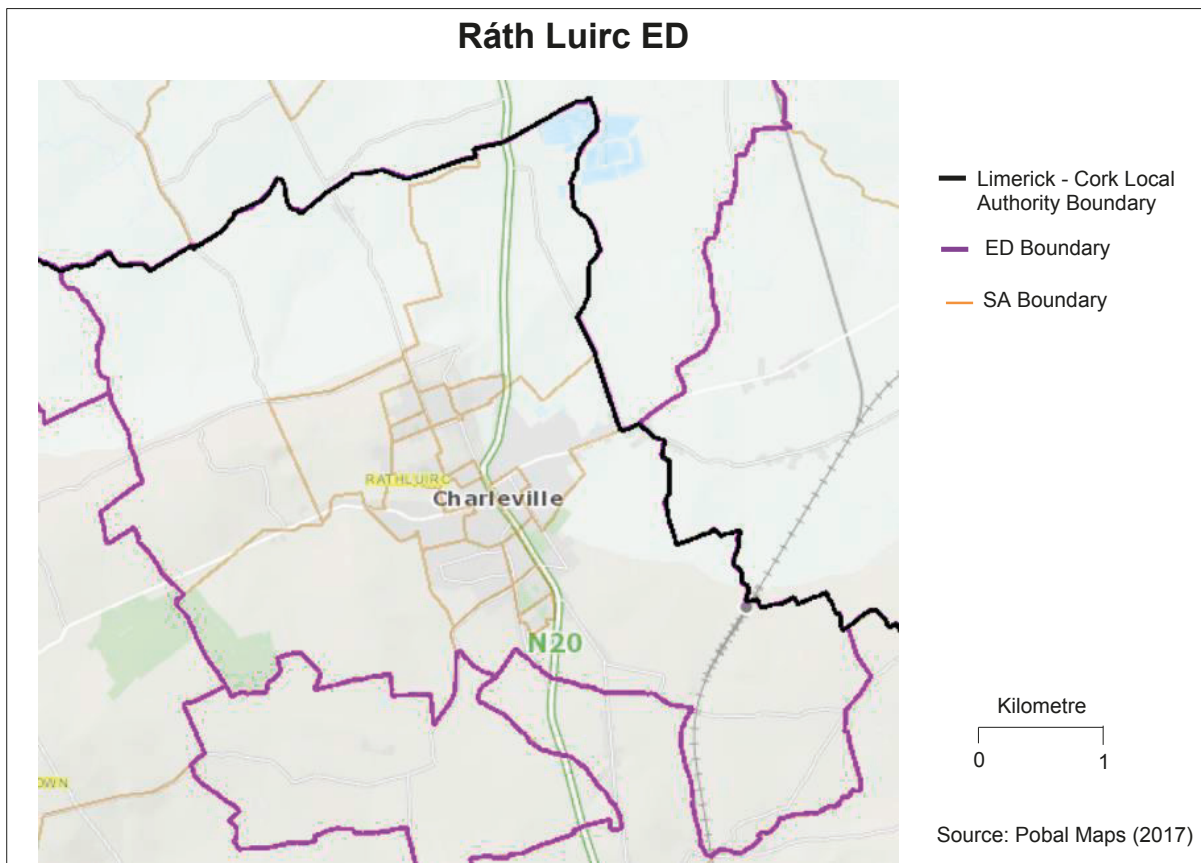 Ráth Luirc ED
Limerick - Cork Local
Authority Boundary
ED Boundary
SA Boundary
RATHLUIRC
Charleville
N20
OWN
Kilometre
0 1
Source: Pobal Maps (2017)